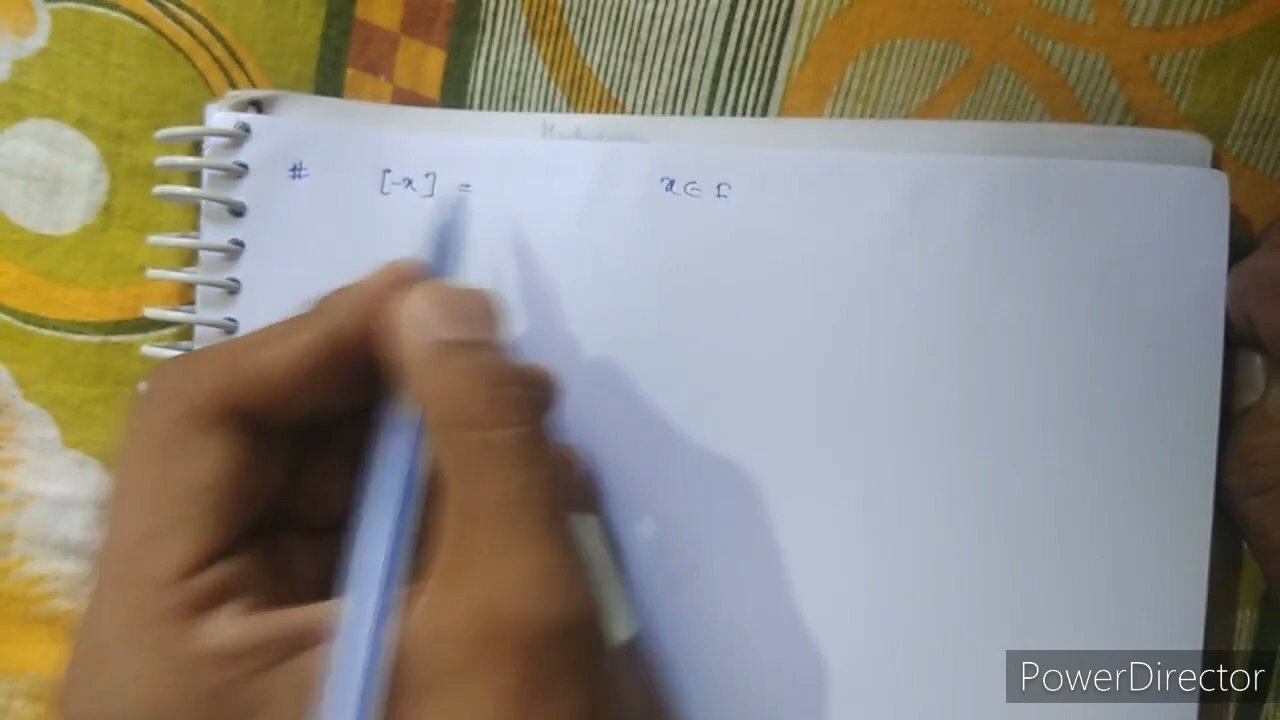 # [-x] = x ∈
PowerDirector